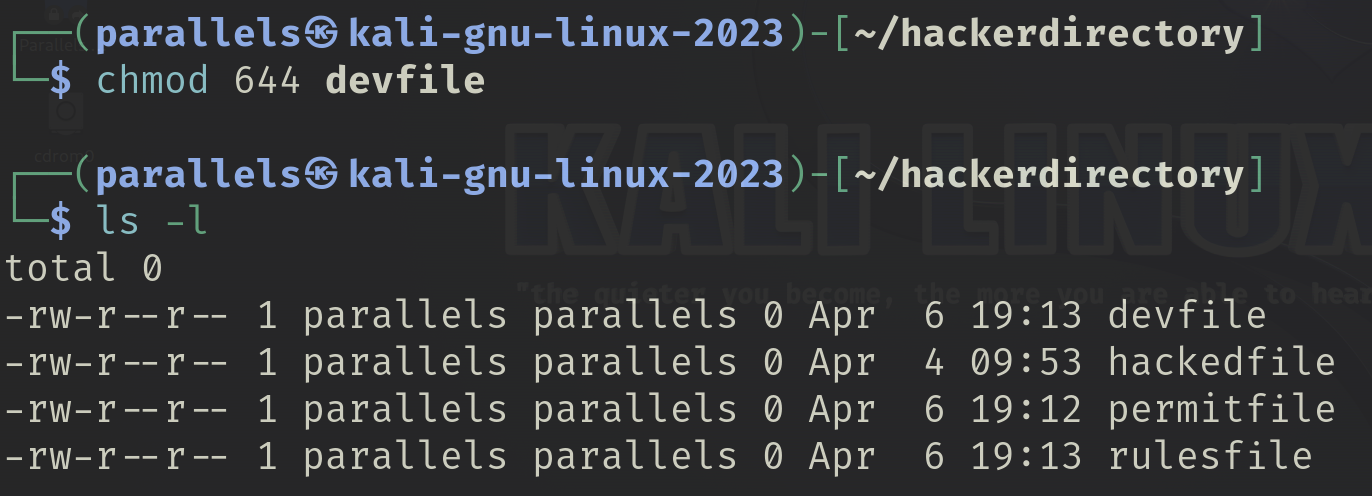 ┌──(parallels㉿kali-gnu-linux-2023)-[~/hackerdirectory]
└─$ chmod 644 devfile
┌──(parallels㉿kali-gnu-linux-2023)-[~/hackerdirectory]
└─$ ls -l
total 0
-rw-r--r-- 1 parallels parallels 0 Apr  6 19:13 devfile
-rw-r--r-- 1 parallels parallels 0 Apr  4 09:53 hackedfile
-rw-r--r-- 1 parallels parallels 0 Apr  6 19:12 permitfile
-rw-r--r-- 1 parallels parallels 0 Apr  6 19:13 rulesfile
KALI LINUX
"the quieter you become, the more you are able to hear